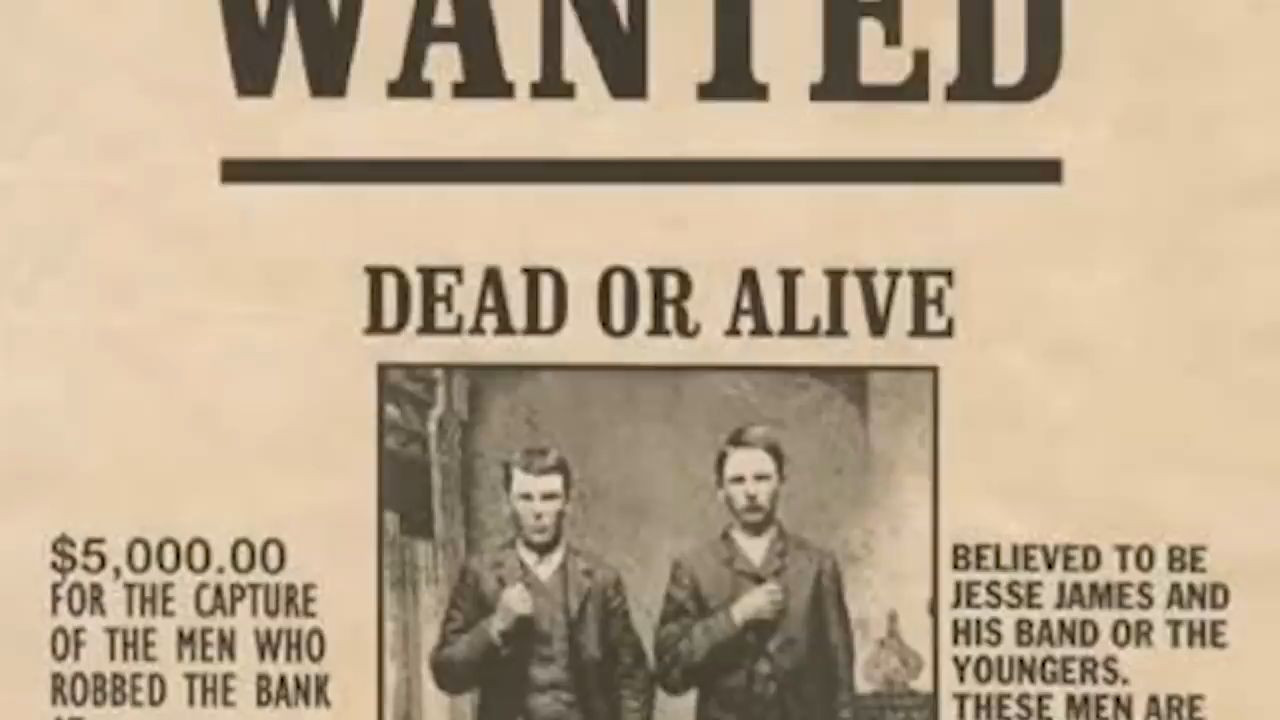 WANTED
DEAD OR ALIVE
$5,000.00
FOR THE CAPTURE
OF THE MEN WHO
ROBBED THE BANK
BELIEVED TO BE
JESSE JAMES AND
HIS BAND OR THE
YOUNGERS.
THESE MEN ARE